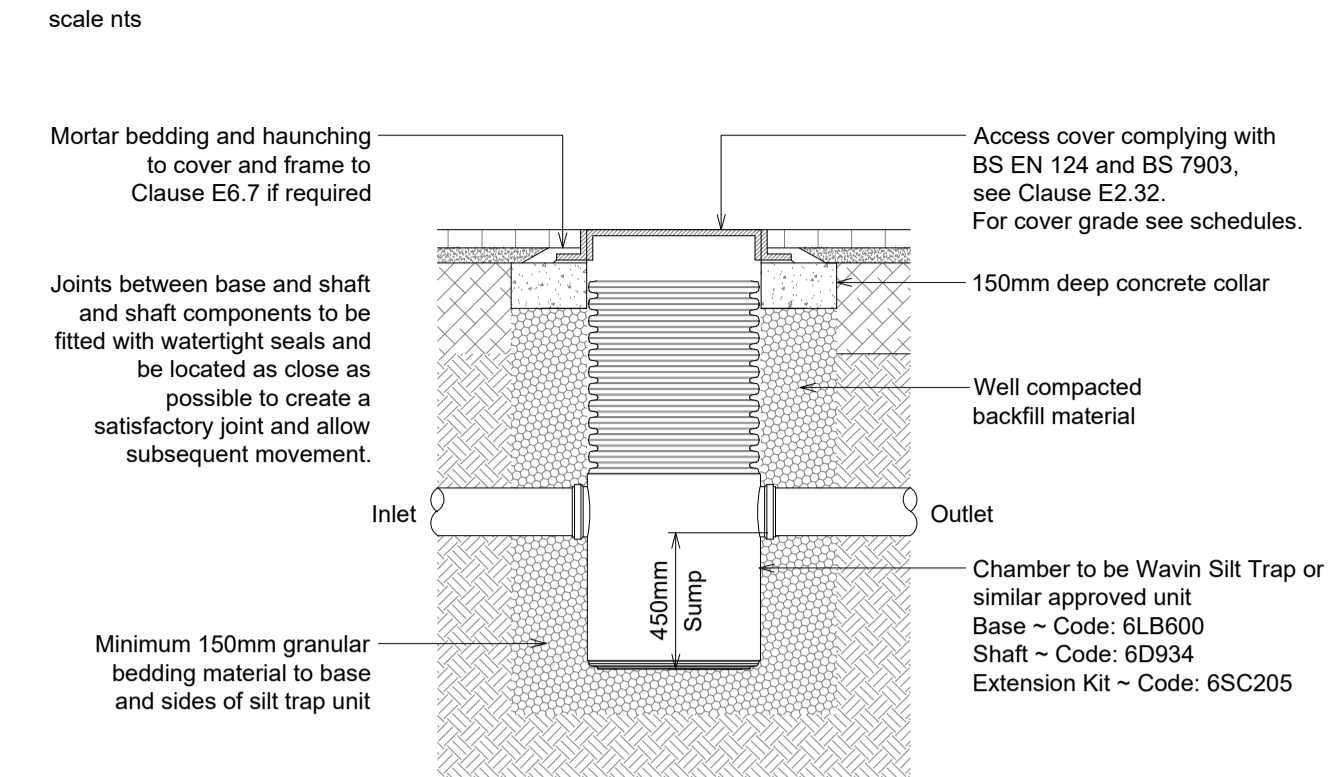 scale nts
Mortar bedding and haunching
to cover and frame to
Clause E6.7 if required
Access cover complying with
BS EN 124 and BS 7903,
see Clause E2.32.
For cover grade see schedules.
Joints between base and shaft
and shaft components to be
fitted with watertight seals and
be located as close as
possible to create a
satisfactory joint and allow
subsequent movement.
150mm deep concrete collar
Well compacted
backfill material
Inlet
Outlet
450mm
Sump
Minimum 150mm granular
bedding material to base
and sides of silt trap unit
Chamber to be Wavin Silt Trap or
similar approved unit
Base ~ Code: 6LB600
Shaft ~ Code: 6D934
Extension Kit ~ Code: 6SC205